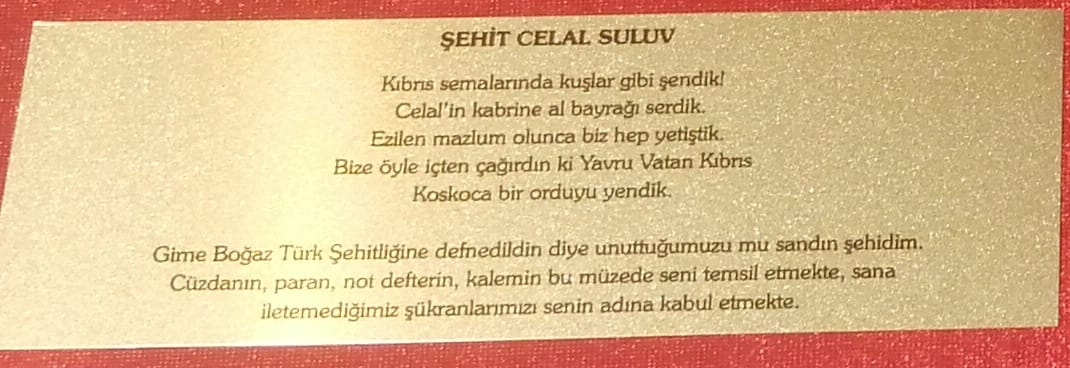 ŞEHİT CELAL SULUV
Kıbrıs semalarında kuşlar gibi şendik!
Celal'in kabrine al bayrağı serdik.
Ezilen mazlum olunca biz hep yetiştik.
Bize öyle içten çağırdın ki Yavru Vatan Kıbrıs
Koskoca bir orduyu yendik.
Girne Boğaz Türk Şehitliğine defnedildin diye unuttuğumuzu mu sandın şehidim.
Cüzdanın, paran, not defterin, kalemin bu müzede seni temsil etmekte, sana
iletemediğimiz şükranlarımızı senin adına kabul etmekte.